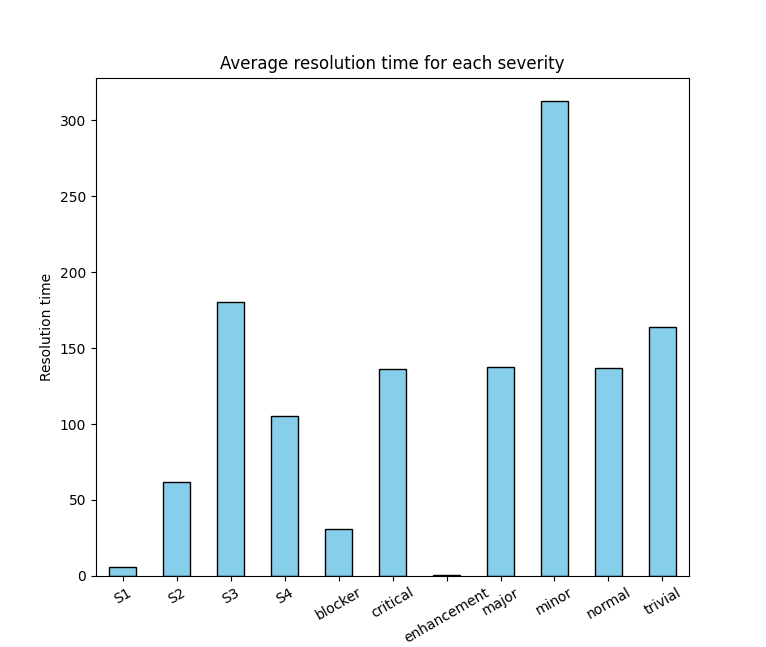 Average resolution time for each severity
Resolution time
300
250
200
150
100
50
0
S1
S2
S3
S4
blocker
critical
enhancement
major
minor
normal
trivial